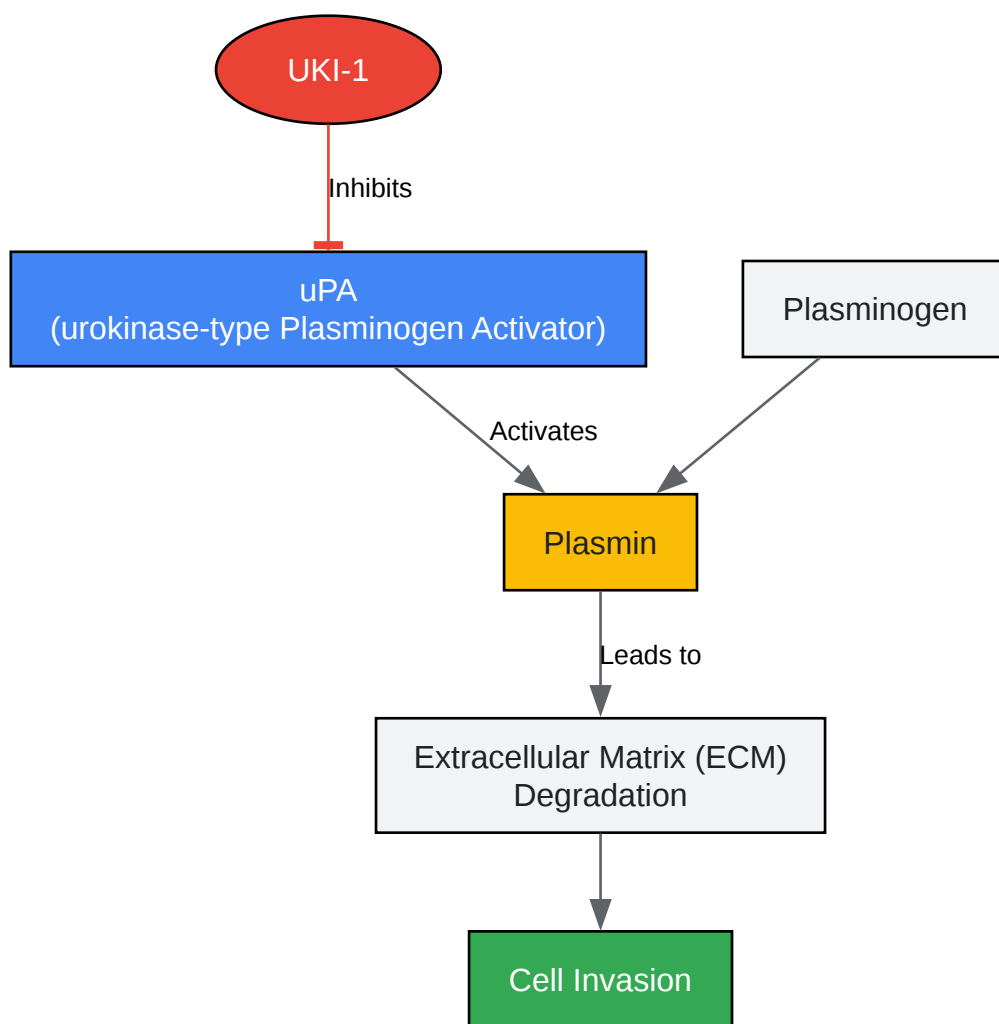 UKI-1
Inhibits
uPA
(urokinase-type Plasminogen Activator)
Plasminogen
Activates
Plasmin
Leads to
Extracellular Matrix (ECM)
Degradation
Cell Invasion